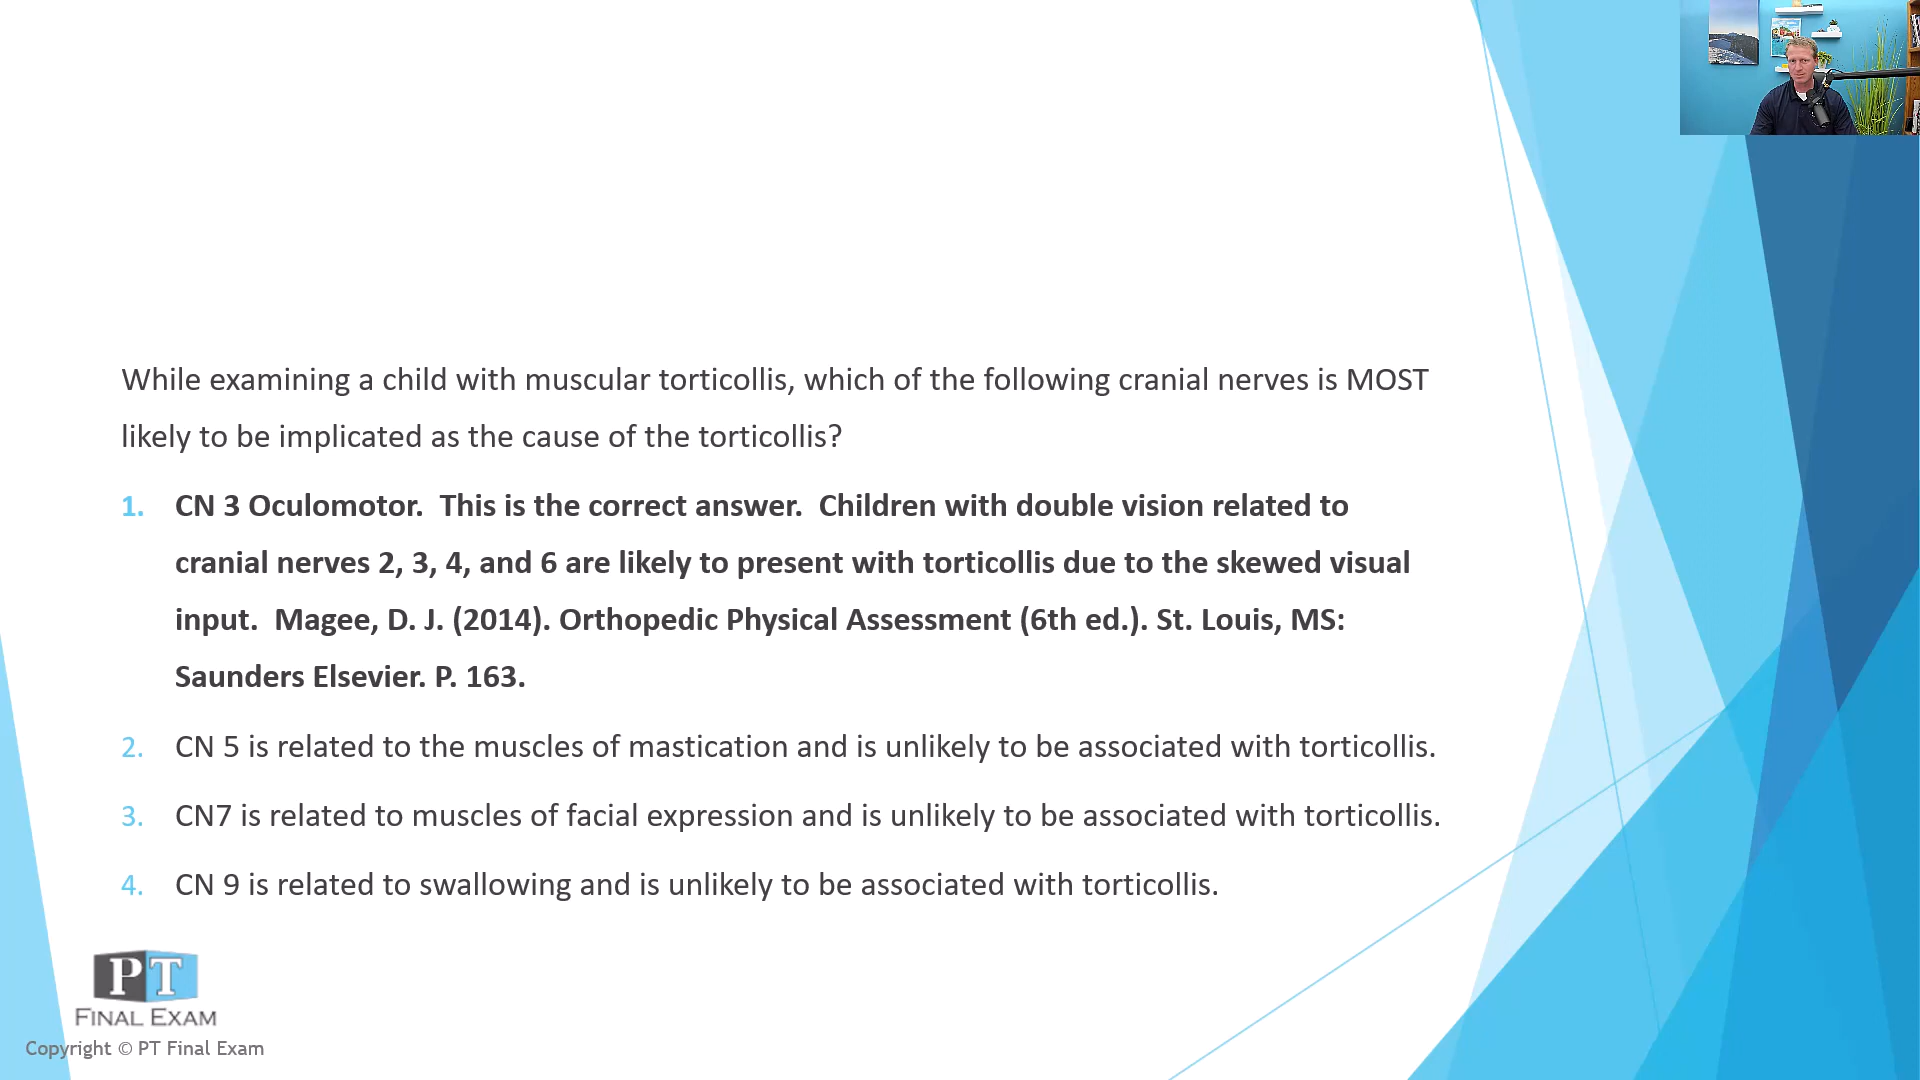 While examining a child with muscular torticollis, which of the following cranial nerves is MOST
likely to be implicated as the cause of the torticollis?
1. CN 3 Oculomotor.  This is the correct answer.  Children with double vision related to
cranial nerves 2, 3, 4, and 6 are likely to present with torticollis due to the skewed visual
input.  Magee, D. J. (2014). Orthopedic Physical Assessment (6th ed.). St. Louis, MS:
Saunders Elsevier. P. 163.
2. CN 5 is related to the muscles of mastication and is unlikely to be associated with torticollis.
3. CN7 is related to muscles of facial expression and is unlikely to be associated with torticollis.
4. CN 9 is related to swallowing and is unlikely to be associated with torticollis.
PT
FINAL EXAM
Copyright © PT Final Exam